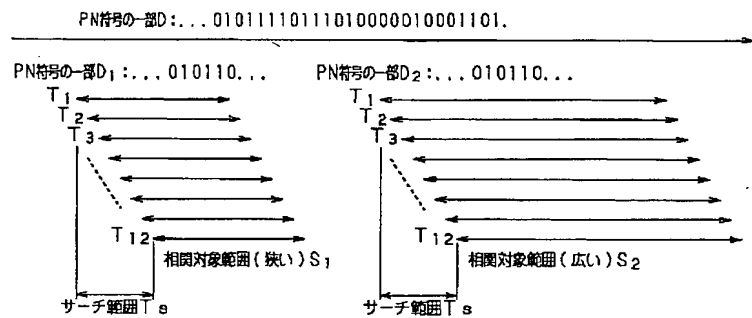 PN符号の一部D:...010111101110100000010001101.
PN符号の一部D1:...010110...
T1
T2
T3
T12
相関対象範囲(狭い)S1
サーチ範囲Ts
PN符号の一部D2:...010110...
T1
T2
T3
T12
相関対象範囲(広い)S2
サーチ範囲Ts